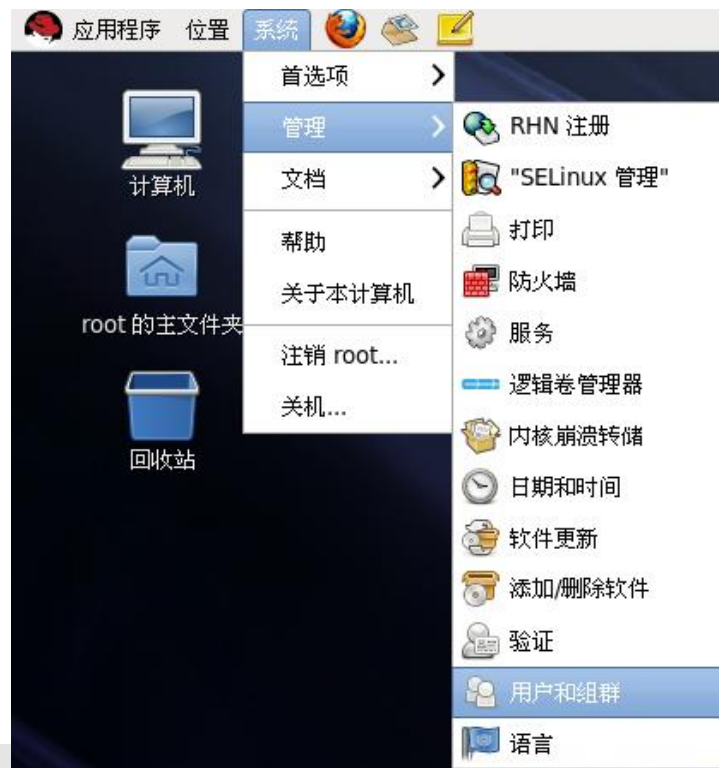 应用程序 位置 系统
首选项
管理
文档
帮助
关于本计算机
注销 root...
关机...
RHN 注册
"SELinux 管理"
打印
防火墙
服务
逻辑卷管理器
内核崩溃转储
日期和时间
软件更新
添加/删除软件
验证
用户和组群
语言
计算机
root 的主文件夹
回收站